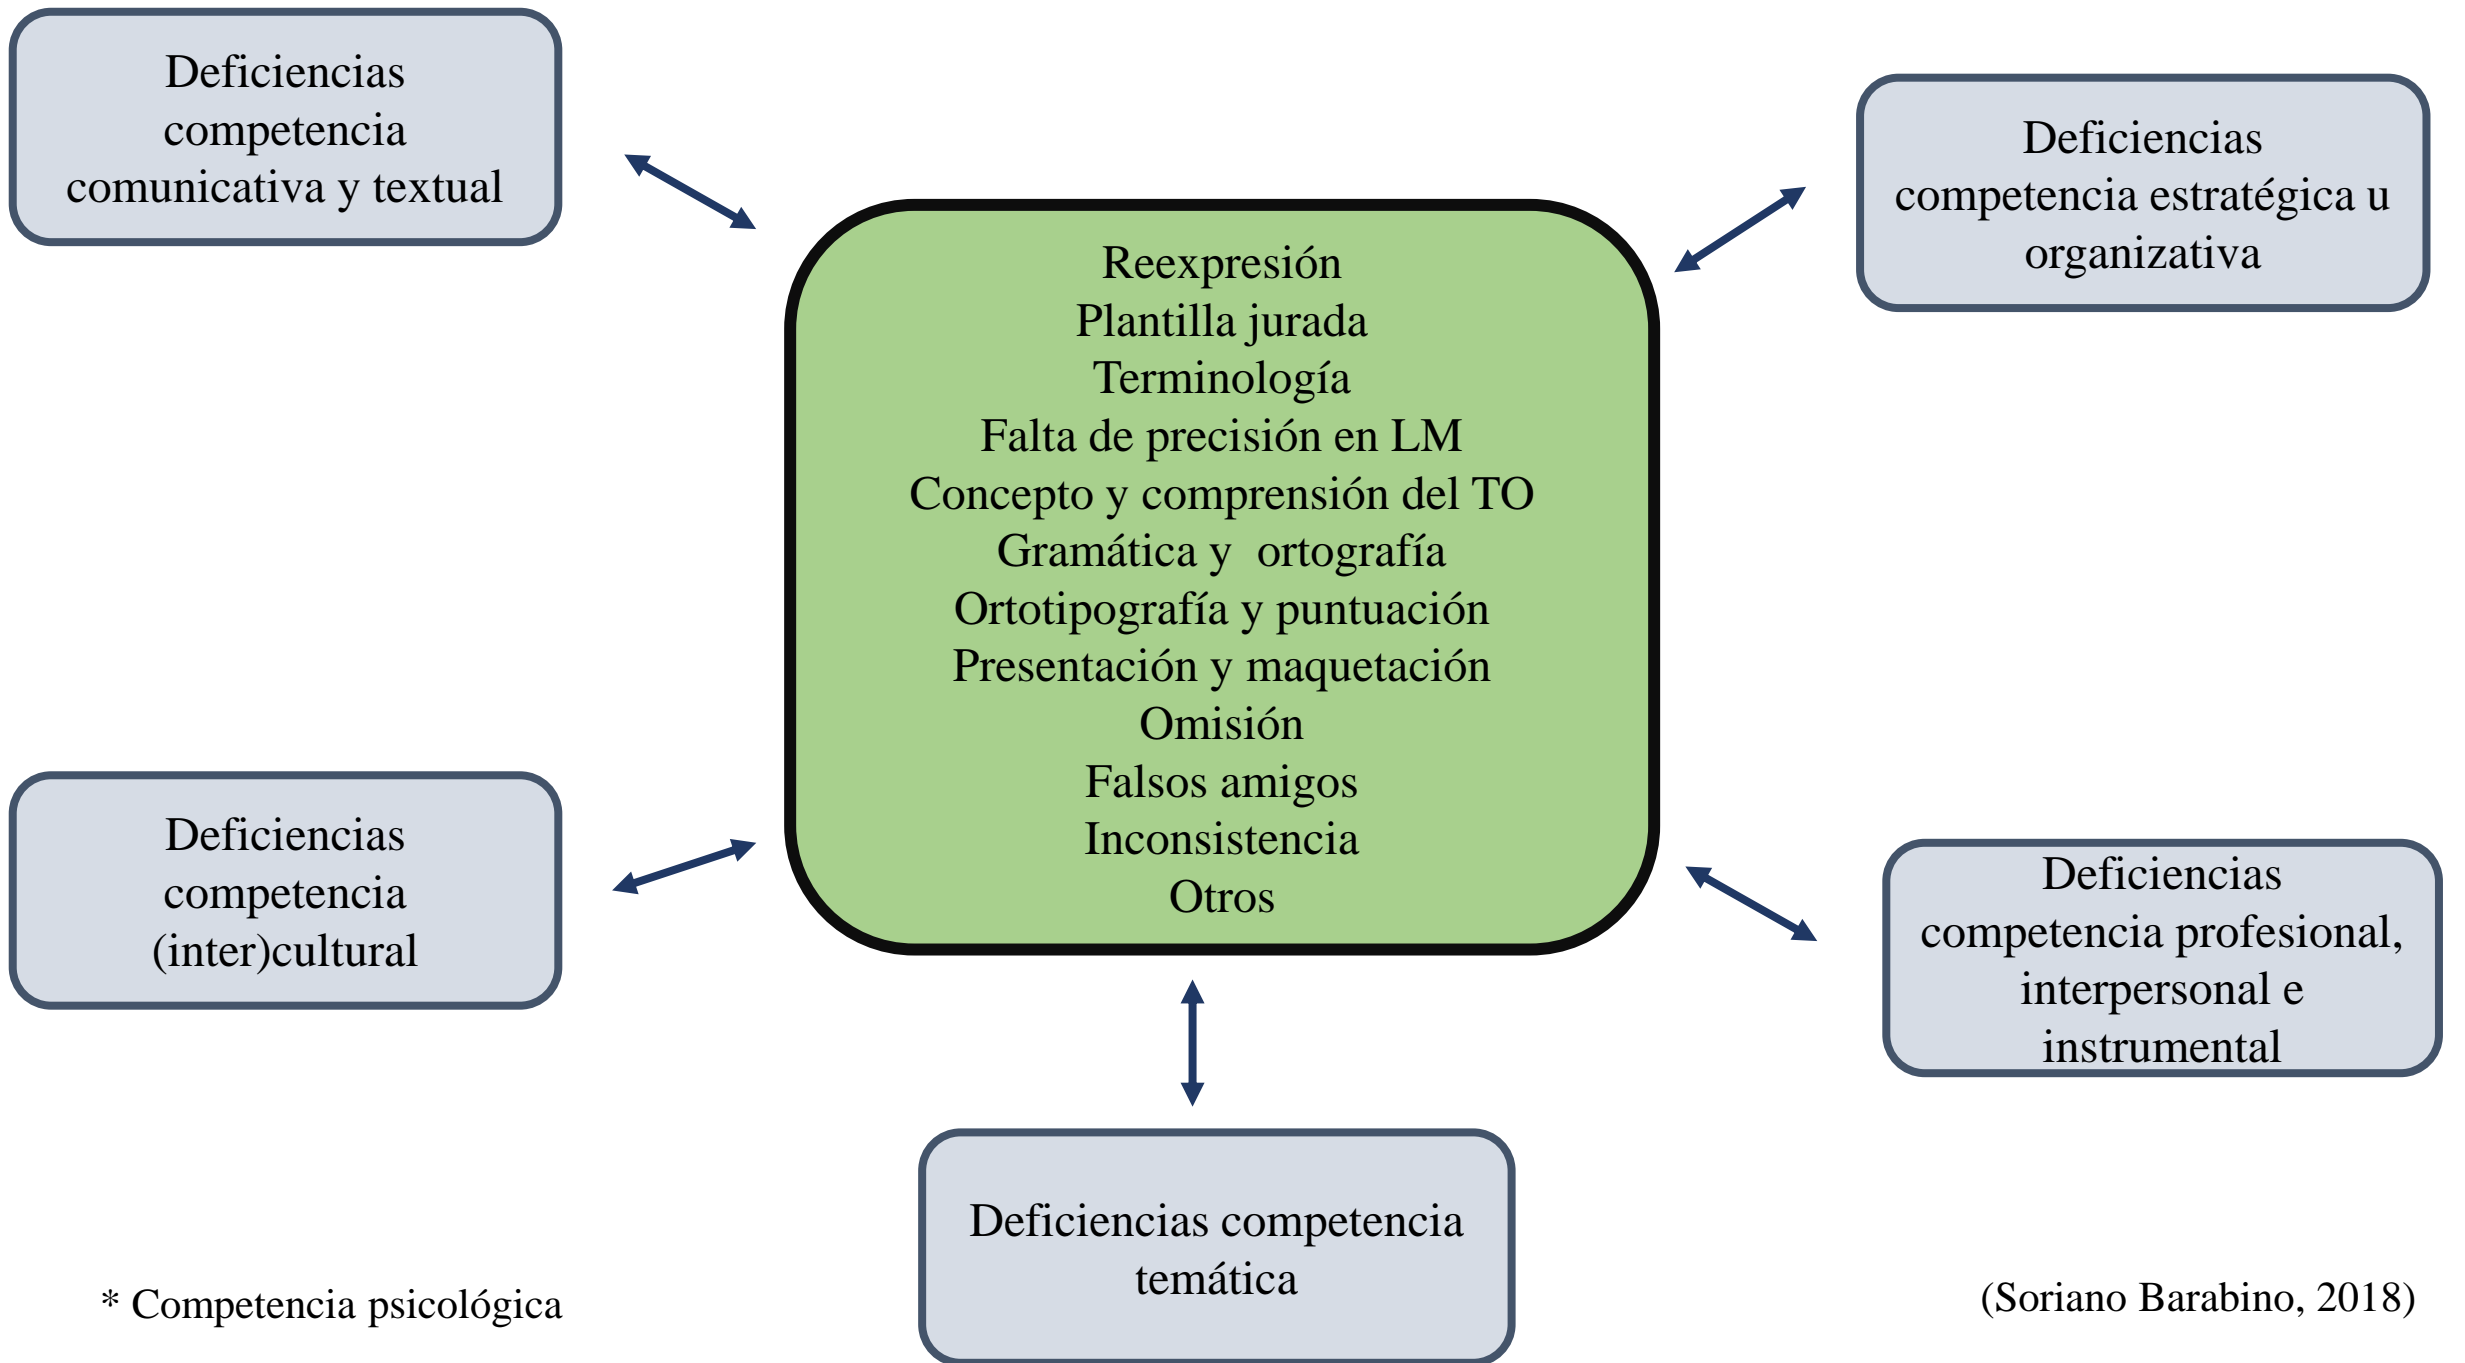 Deficiencias
competencia
comunicativa y textual
Deficiencias
competencia estratégica u
organizativa
Reexpresión
Plantilla jurada
Terminología
Falta de precisión en LM
Concepto y comprensión del TO
Gramática y  ortografía
Ortotipografía y puntuación
Presentación y maquetación
Omisión
Falsos amigos
Inconsistencia
Otros
Deficiencias
competencia
(inter)cultural
Deficiencias
competencia profesional,
interpersonal e
instrumental
Deficiencias competencia
temática
* Competencia psicológica
(Soriano Barabino, 2018)